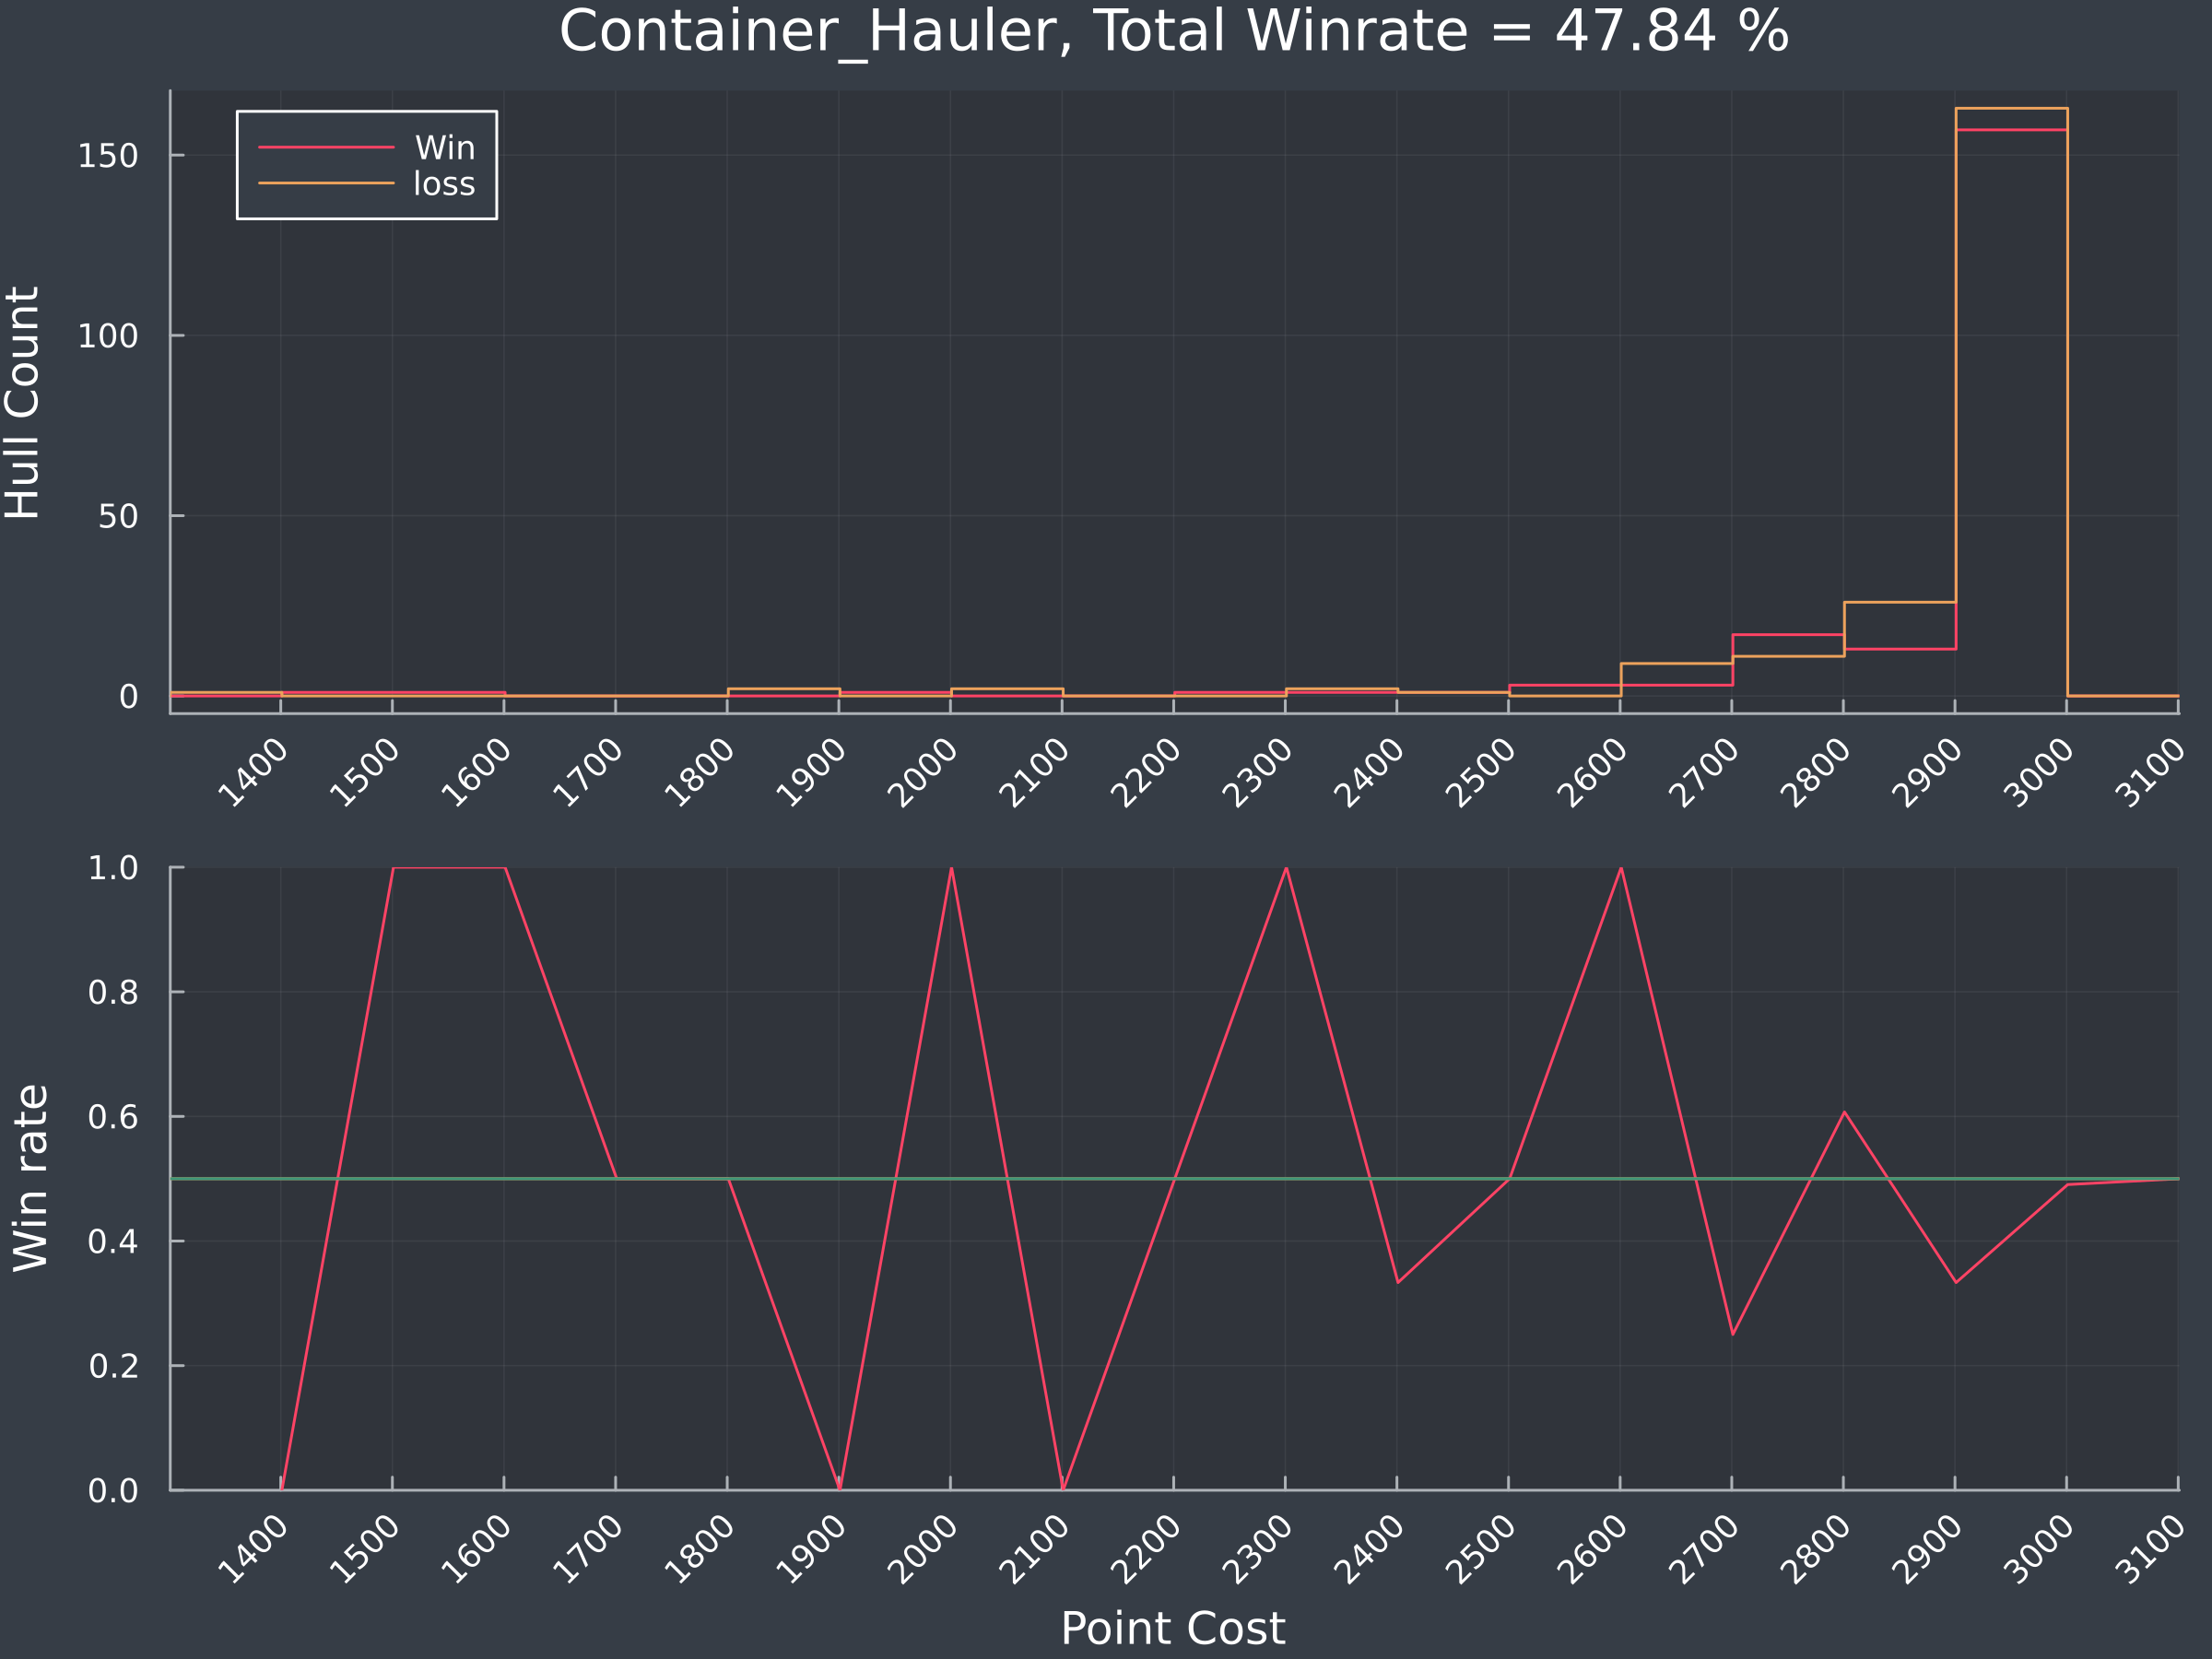 Container_Hauler, Total Winrate = 47.84 %
Win
loss
Hull Count
150
100
50
0
1400 1500 1600 1700 1800 1900 2000 2100 2200 2300 2400 2500 2600 2700 2800 2900 3000 3100
Win rate
1.0
0.8
0.6
0.4
0.2
0.0
1400 1500 1600 1700 1800 1900 2000 2100 2200 2300 2400 2500 2600 2700 2800 2900 3000 3100
Point Cost